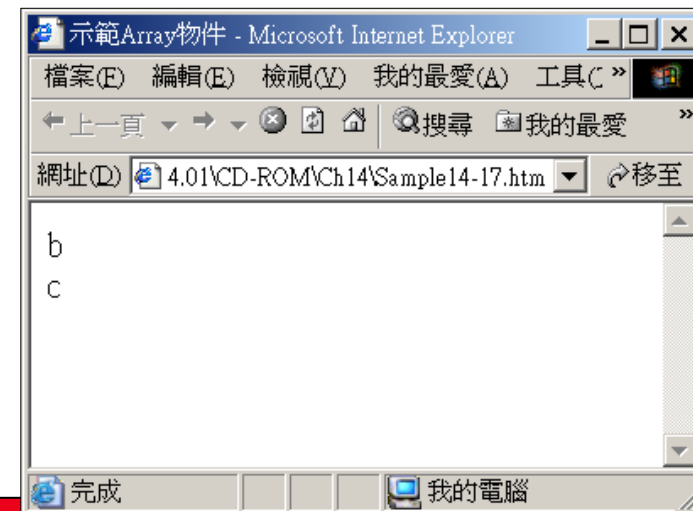 示範Array物件 - Microsoft Internet Explorer
檔案(F) 編輯(E) 檢視(V) 我的最愛(A) 工具( »
上一頁 搜尋 我的最愛 »
網址(D) 4.01\CD-ROM\Ch14\Sample14-17.htm 移至
b
c
完成 我的電腦